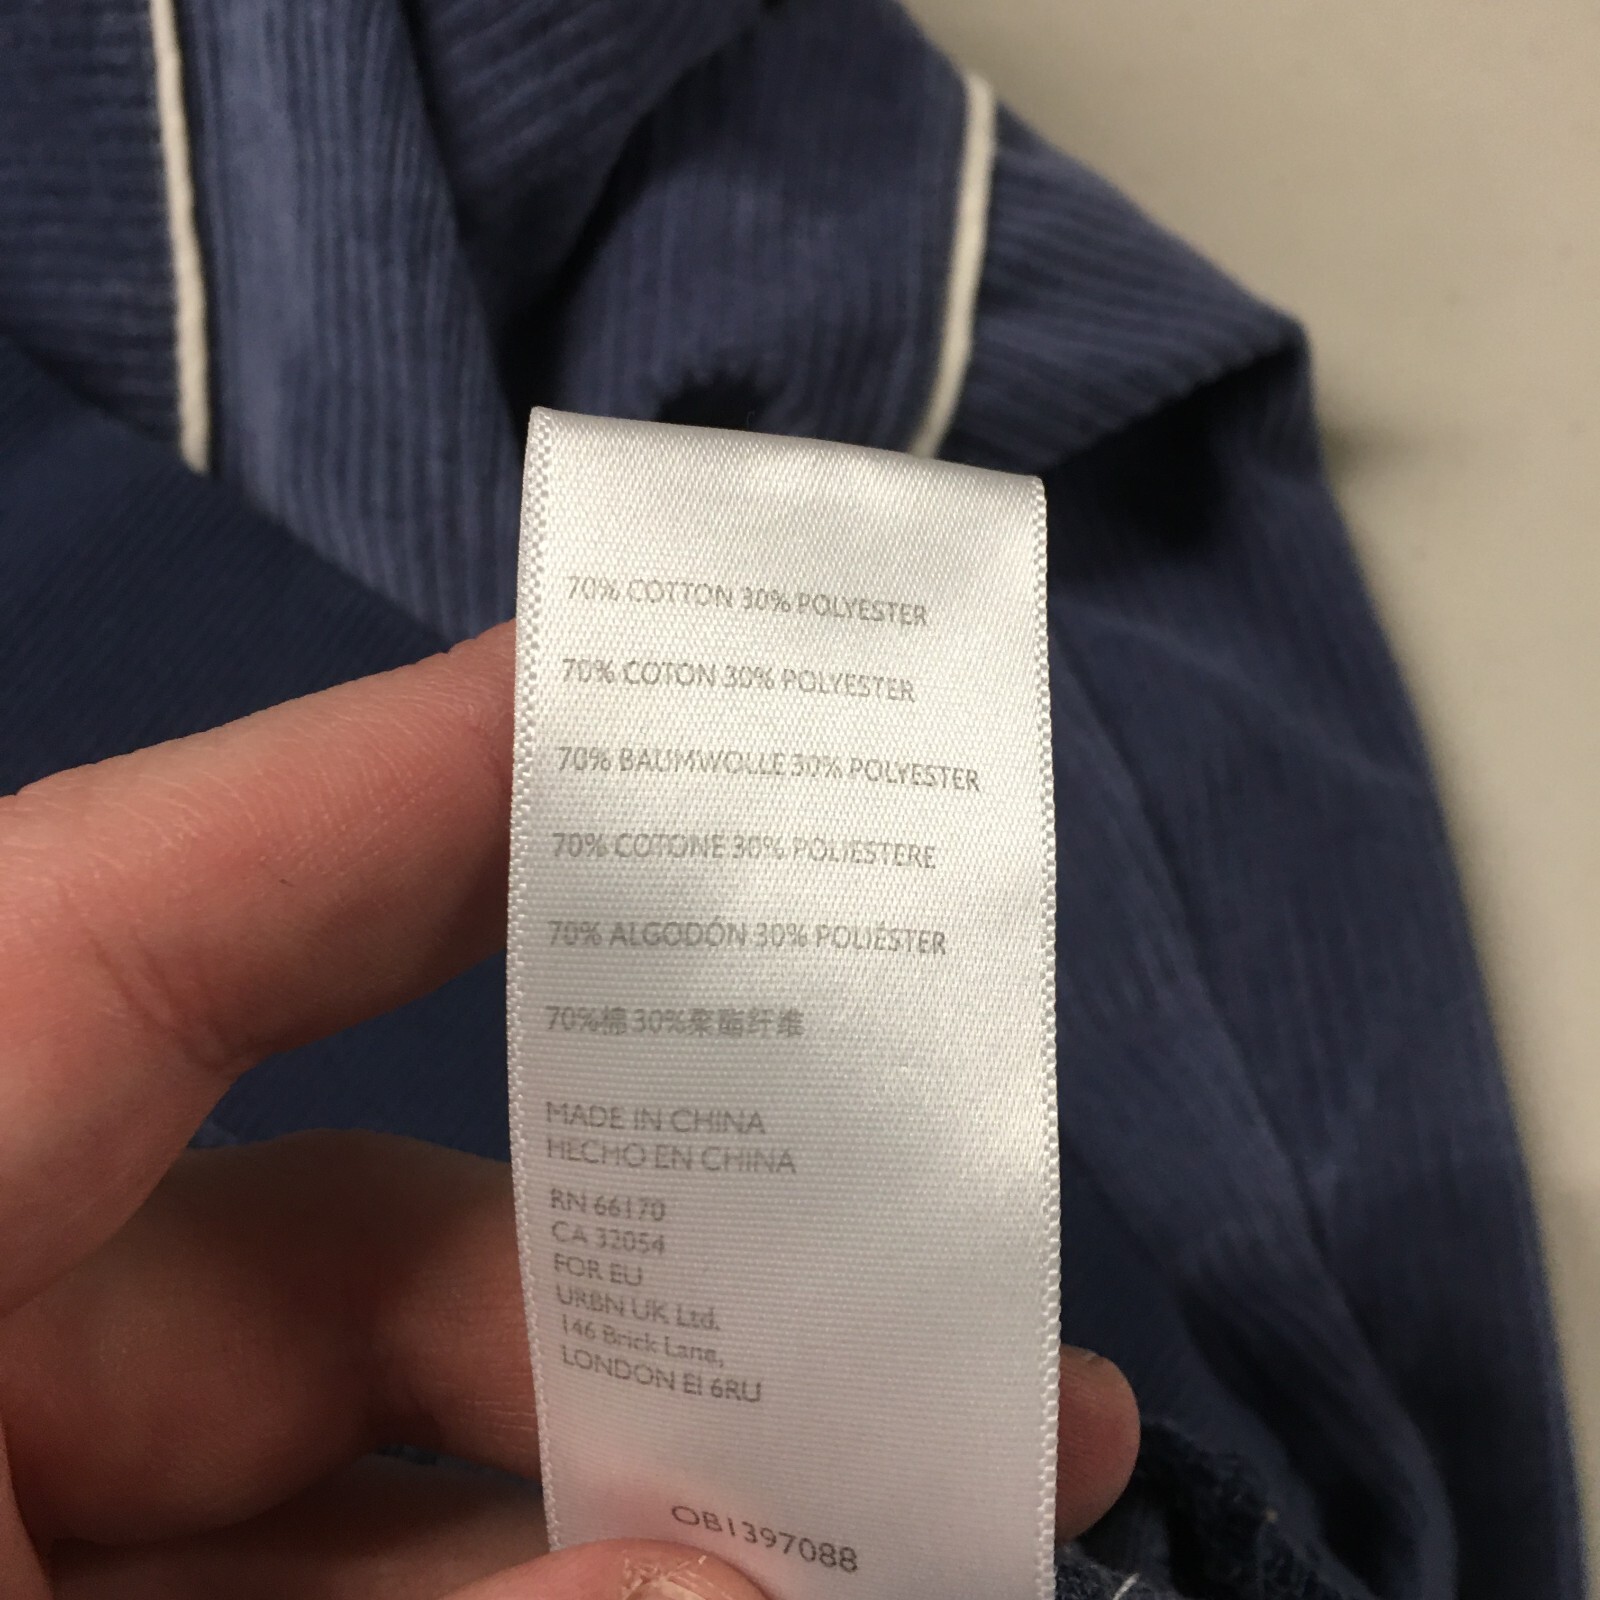 70% COTTON 30% POLYESTER
70% COTON 30% POLYESTER
70% BAUMWOLLE 30% POLYESTER
70% COTONE 30% POLIESTERE
70% ALGODÓN 30% POLIÉSTER
70%棉 30%聚酯纤维
MADE IN CHINA
HECHO EN CHINA
RN 66170
CA 32054
FOR EU
URBN UK Ltd.
146 Brick Lane,
LONDON E1 6RU
OB1397088